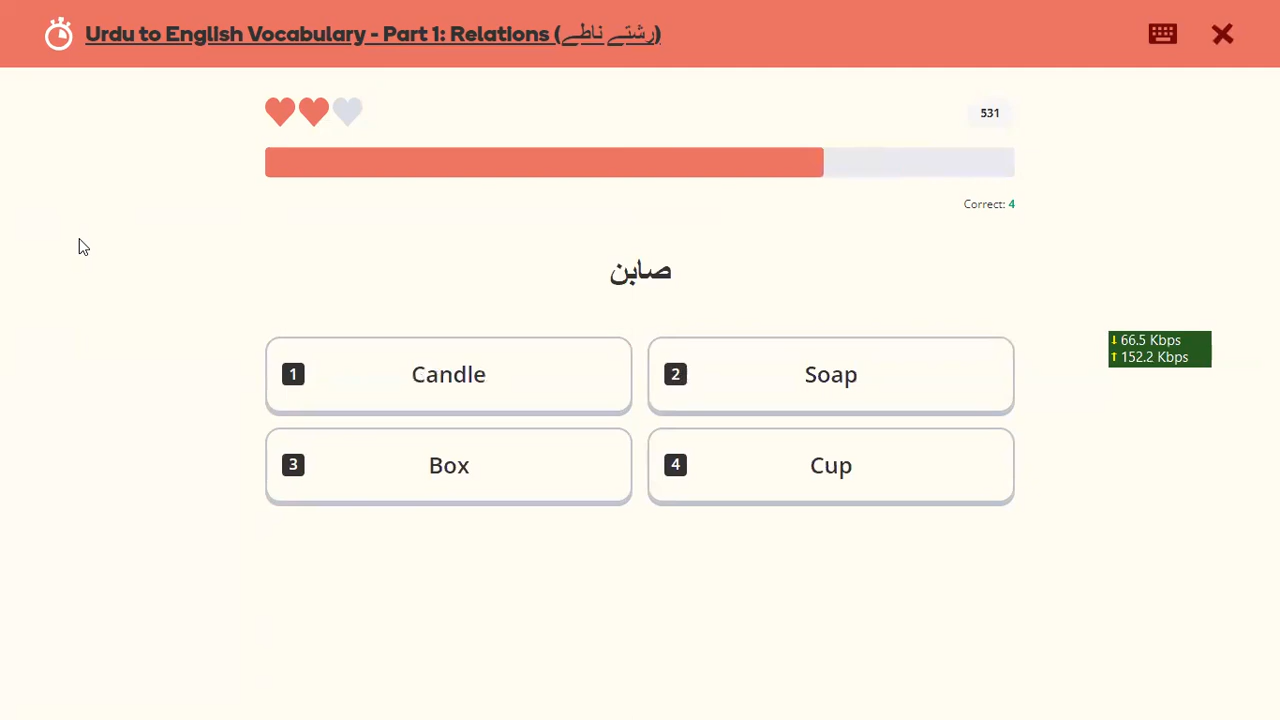 Urdu to English Vocabulary - Part 1: Relations (رشتے ناطے)
531
Correct: 4
صابن
1 Candle
2 Soap
3 Box
4 Cup
↓ 66.5 Kbps
↑ 152.2 Kbps